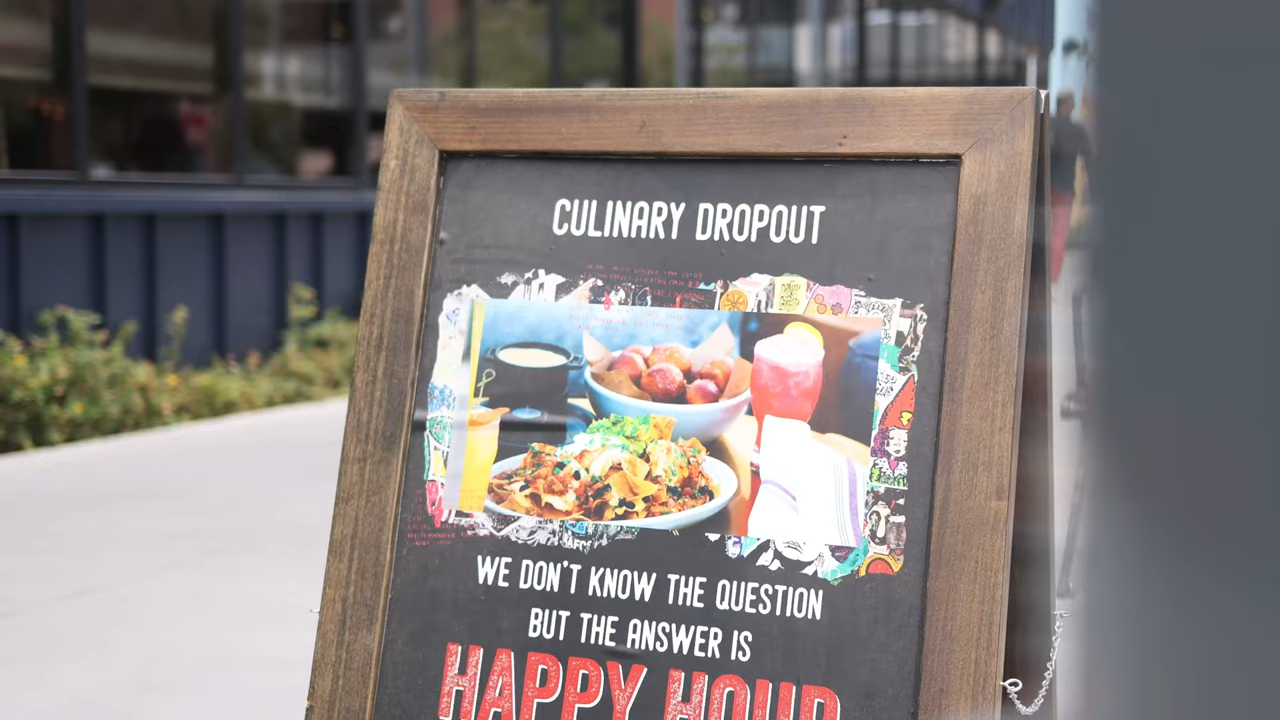 CULINARY DROPOUT
WE DON'T KNOW THE QUESTION
BUT THE ANSWER IS
HAPPY HOUR